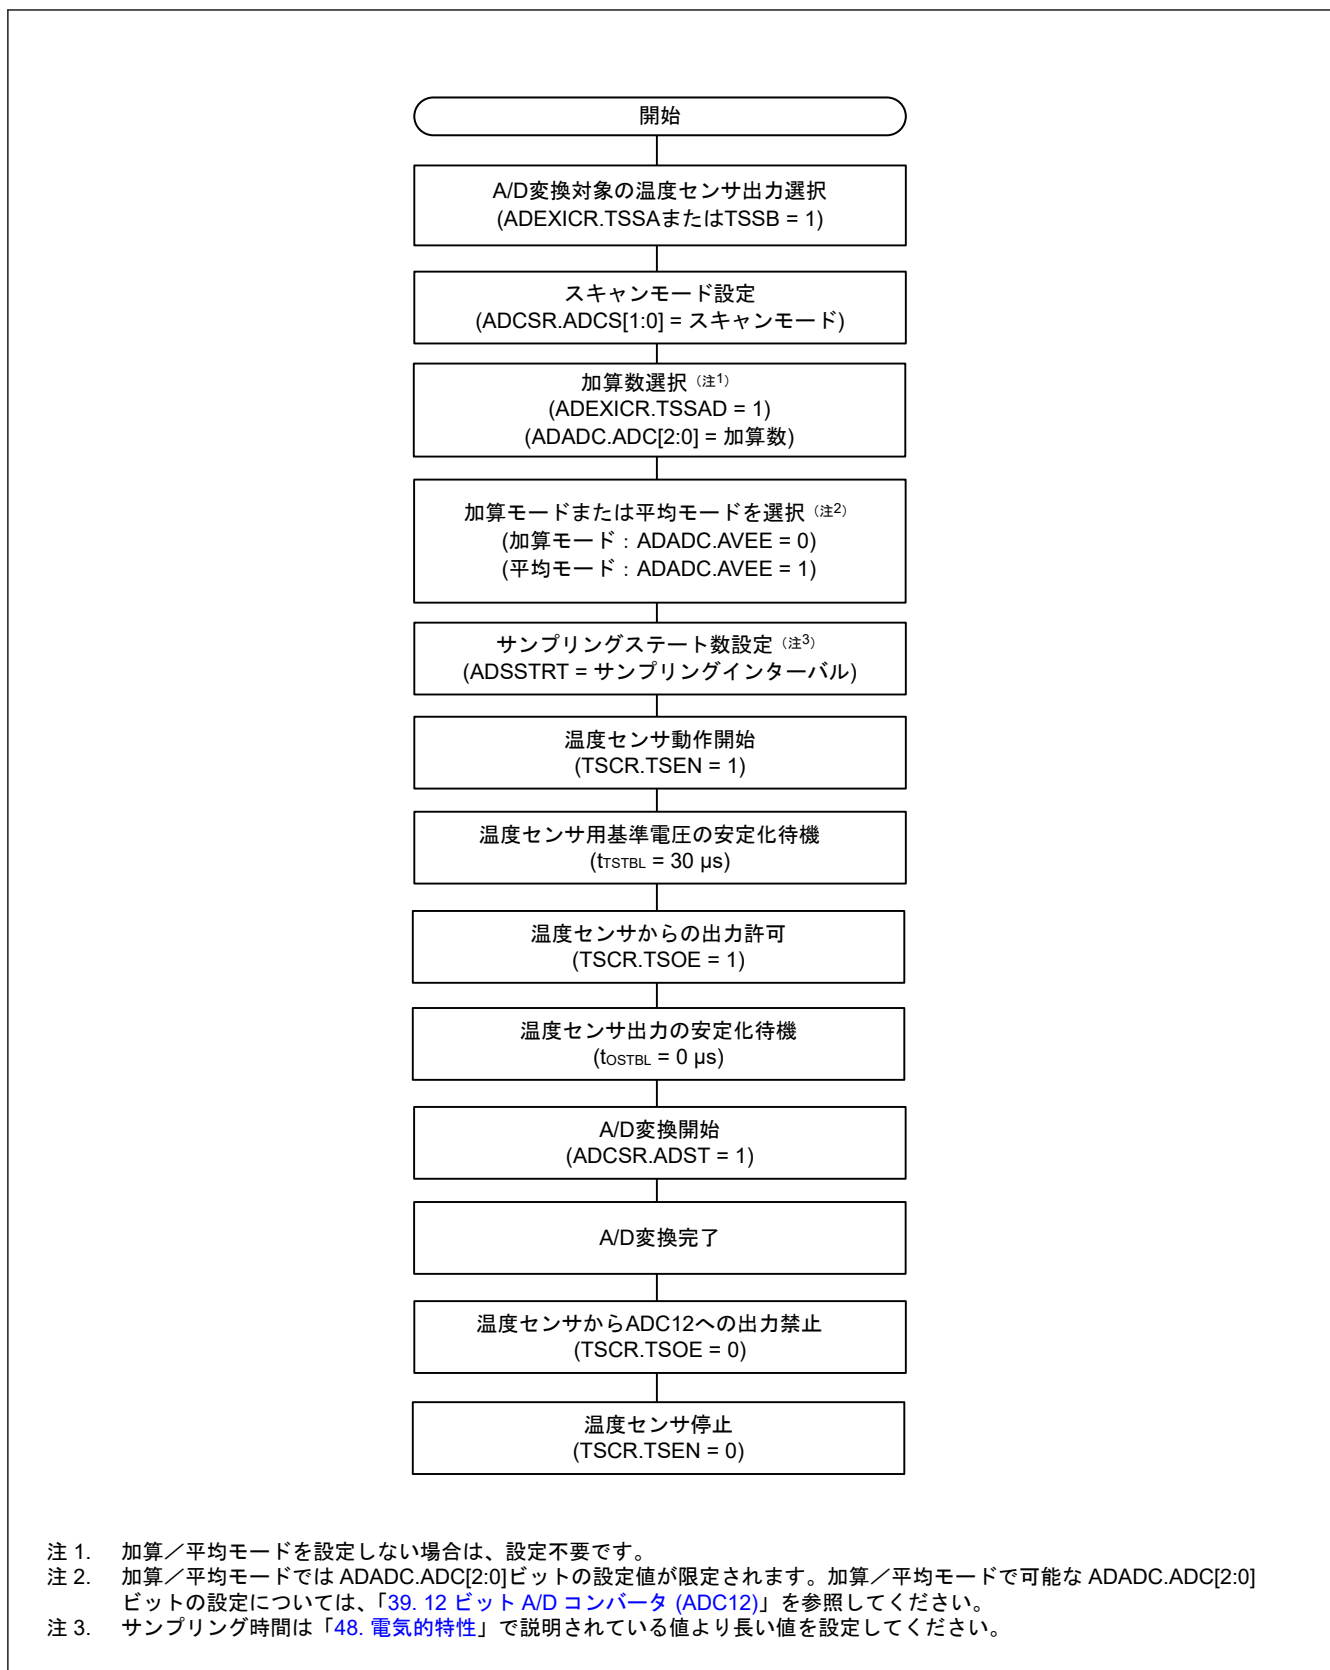 開始
A/D変換対象の温度センサ出力選択
(ADEXICR.TSSAまたはTSSB = 1)
スキャンモード設定
(ADCSR.ADCS[1:0] = スキャンモード)
加算数選択（注1）
(ADEXICR.TSSAD = 1)
(ADADC.ADC[2:0] = 加算数)
加算モードまたは平均モードを選択（注2）
(加算モード：ADADC.AVEE = 0)
(平均モード：ADADC.AVEE = 1)
サンプリングステート数設定（注3）
(ADSSTRT = サンプリングインターバル)
温度センサ動作開始
(TSCR.TSEN = 1)
温度センサ用基準電圧の安定化待機
(tTSTBL = 30 μs)
温度センサからの出力許可
(TSCR.TSOE = 1)
温度センサ出力の安定化待機
(tOSTBL = 0 μs)
A/D変換開始
(ADCSR.ADST = 1)
A/D変換完了
温度センサからADC12への出力禁止
(TSCR.TSOE = 0)
温度センサ停止
(TSCR.TSEN = 0)
注 1. 加算／平均モードを設定しない場合は、設定不要です。
注 2. 加算／平均モードでは ADADC.ADC[2:0]ビットの設定値が限定されます。加算／平均モードで可能な ADADC.ADC[2:0]
ビットの設定については、「39. 12 ビット A/D コンバータ (ADC12)」を参照してください。
注 3. サンプリング時間は「48. 電気的特性」で説明されている値より長い値を設定してください。